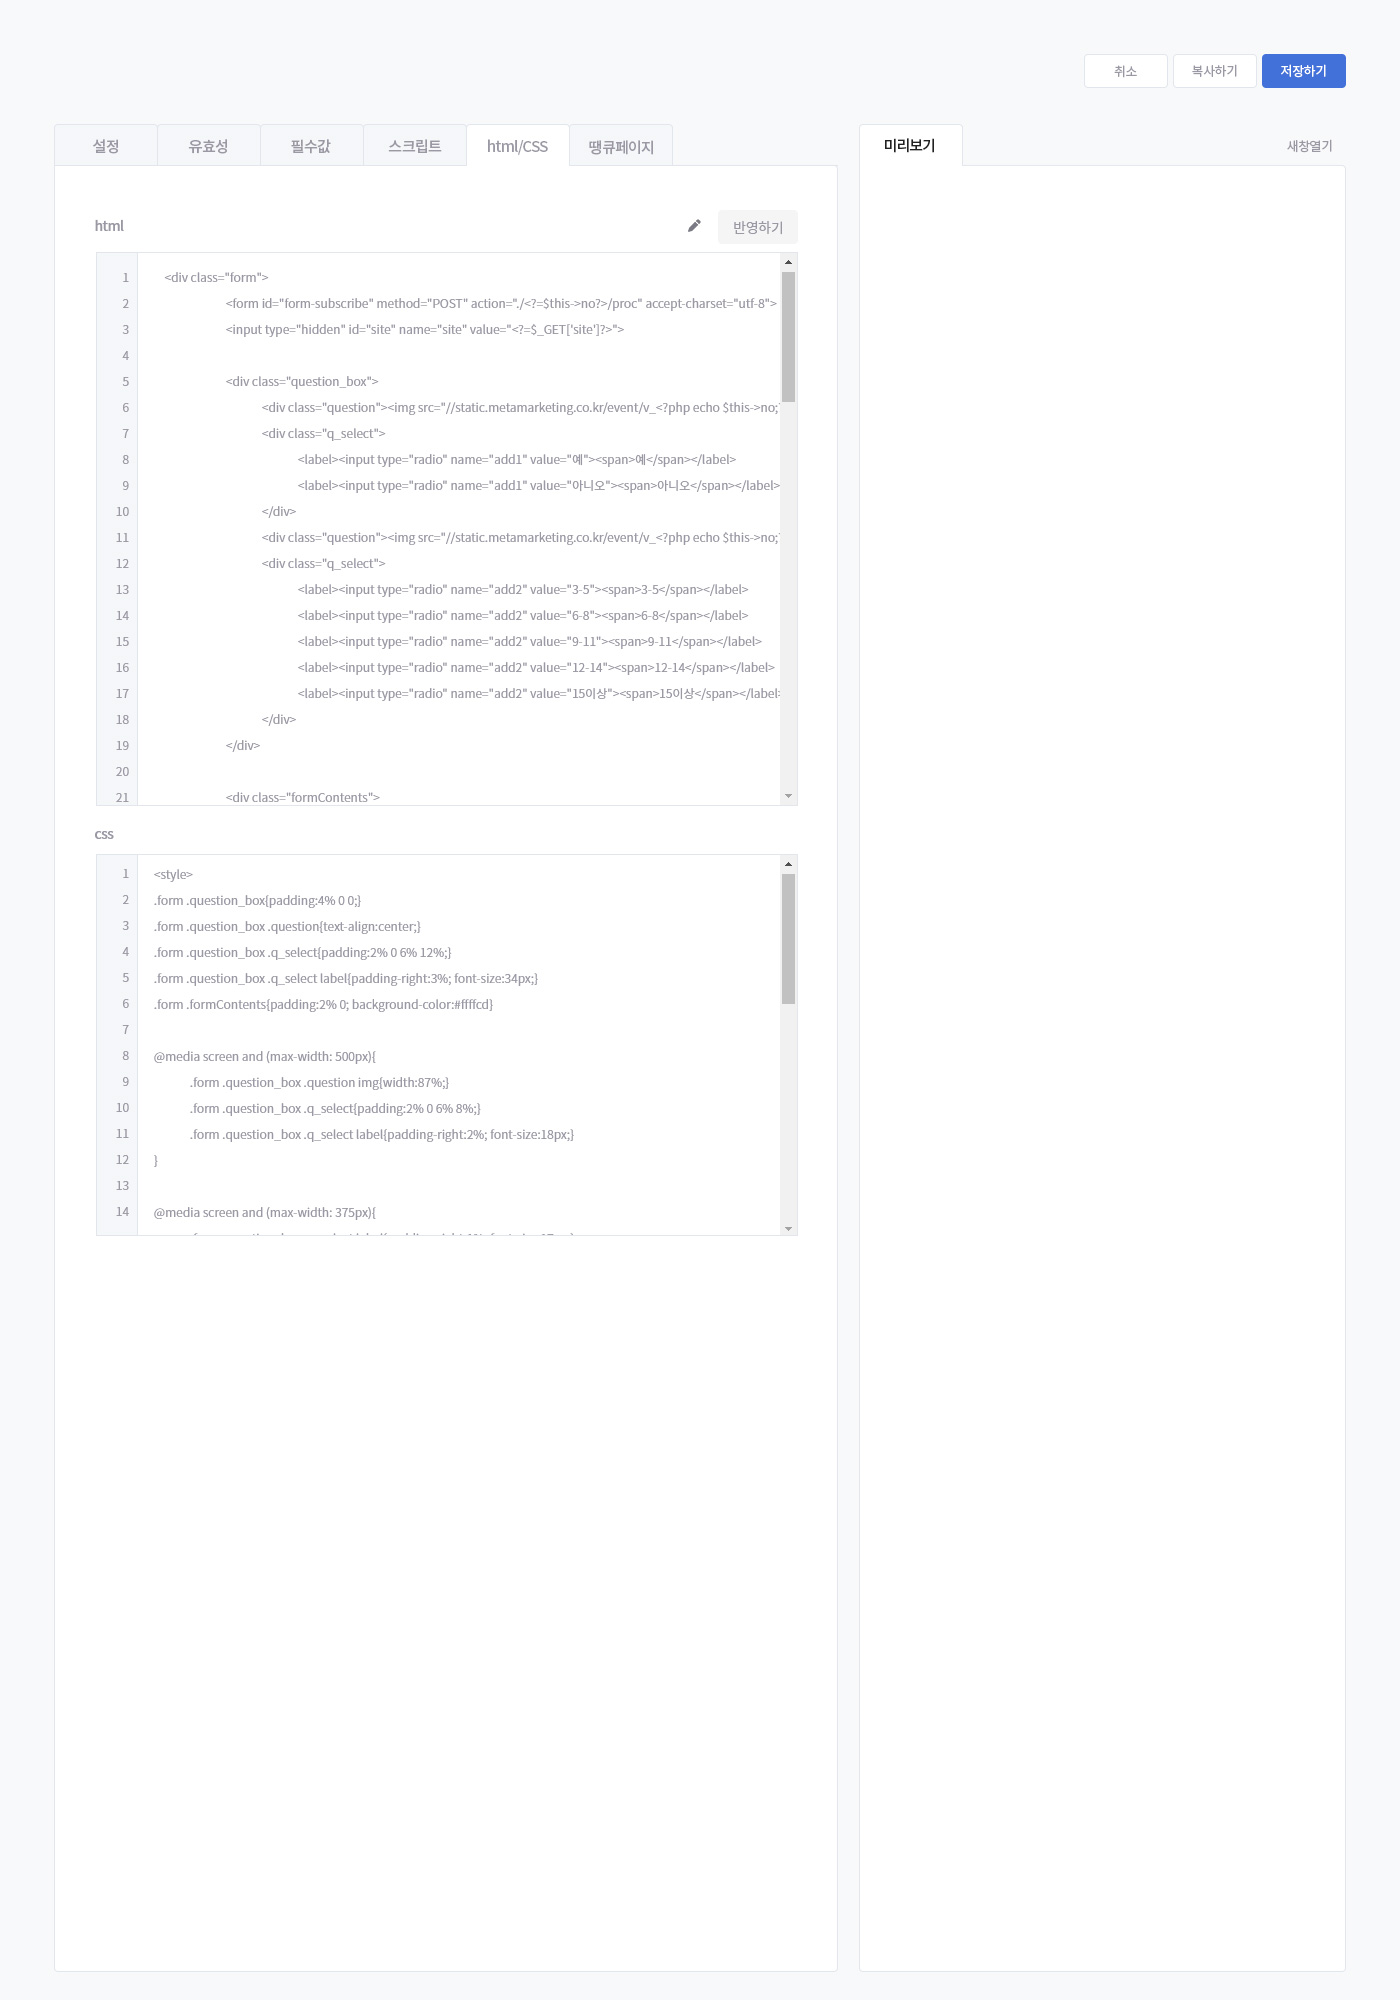 취소 복사하기 저장하기
설정 유효성 필수값 스크립트 html/CSS 땡큐페이지 미리보기 새창열기
html 반영하기
1 <div class="form">
2 <form id="form-subscribe" method="POST" action="./<?=$this->no?>/proc" accept-charset="utf-8">
3 <input type="hidden" id="site" name="site" value="<?=$_GET['site']?>">
4
5 <div class="question_box">
6 <div class="question"><img src="//static.metamarketing.co.kr/event/v_<?php echo $this->no;
7 <div class="q_select">
8 <label><input type="radio" name="add1" value="예"><span>예</span></label>
9 <label><input type="radio" name="add1" value="아니오"><span>아니오</span></label>
10 </div>
11 <div class="question"><img src="//static.metamarketing.co.kr/event/v_<?php echo $this->no;
12 <div class="q_select">
13 <label><input type="radio" name="add2" value="3-5"><span>3-5</span></label>
14 <label><input type="radio" name="add2" value="6-8"><span>6-8</span></label>
15 <label><input type="radio" name="add2" value="9-11"><span>9-11</span></label>
16 <label><input type="radio" name="add2" value="12-14"><span>12-14</span></label>
17 <label><input type="radio" name="add2" value="15이상"><span>15이상</span></label>
18 </div>
19 </div>
20
21 <div class="formContents">
css
1 <style>
2 .form .question_box{padding:4% 0 0;}
3 .form .question_box .question{text-align:center;}
4 .form .question_box .q_select{padding:2% 0 6% 12%;}
5 .form .question_box .q_select label{padding-right:3%; font-size:34px;}
6 .form .formContents{padding:2% 0; background-color:#ffffcd}
7
8 @media screen and (max-width: 500px){
9 .form .question_box .question img{width:87%;}
10 .form .question_box .q_select{padding:2% 0 6% 8%;}
11 .form .question_box .q_select label{padding-right:2%; font-size:18px;}
12 }
13
14 @media screen and (max-width: 375px){